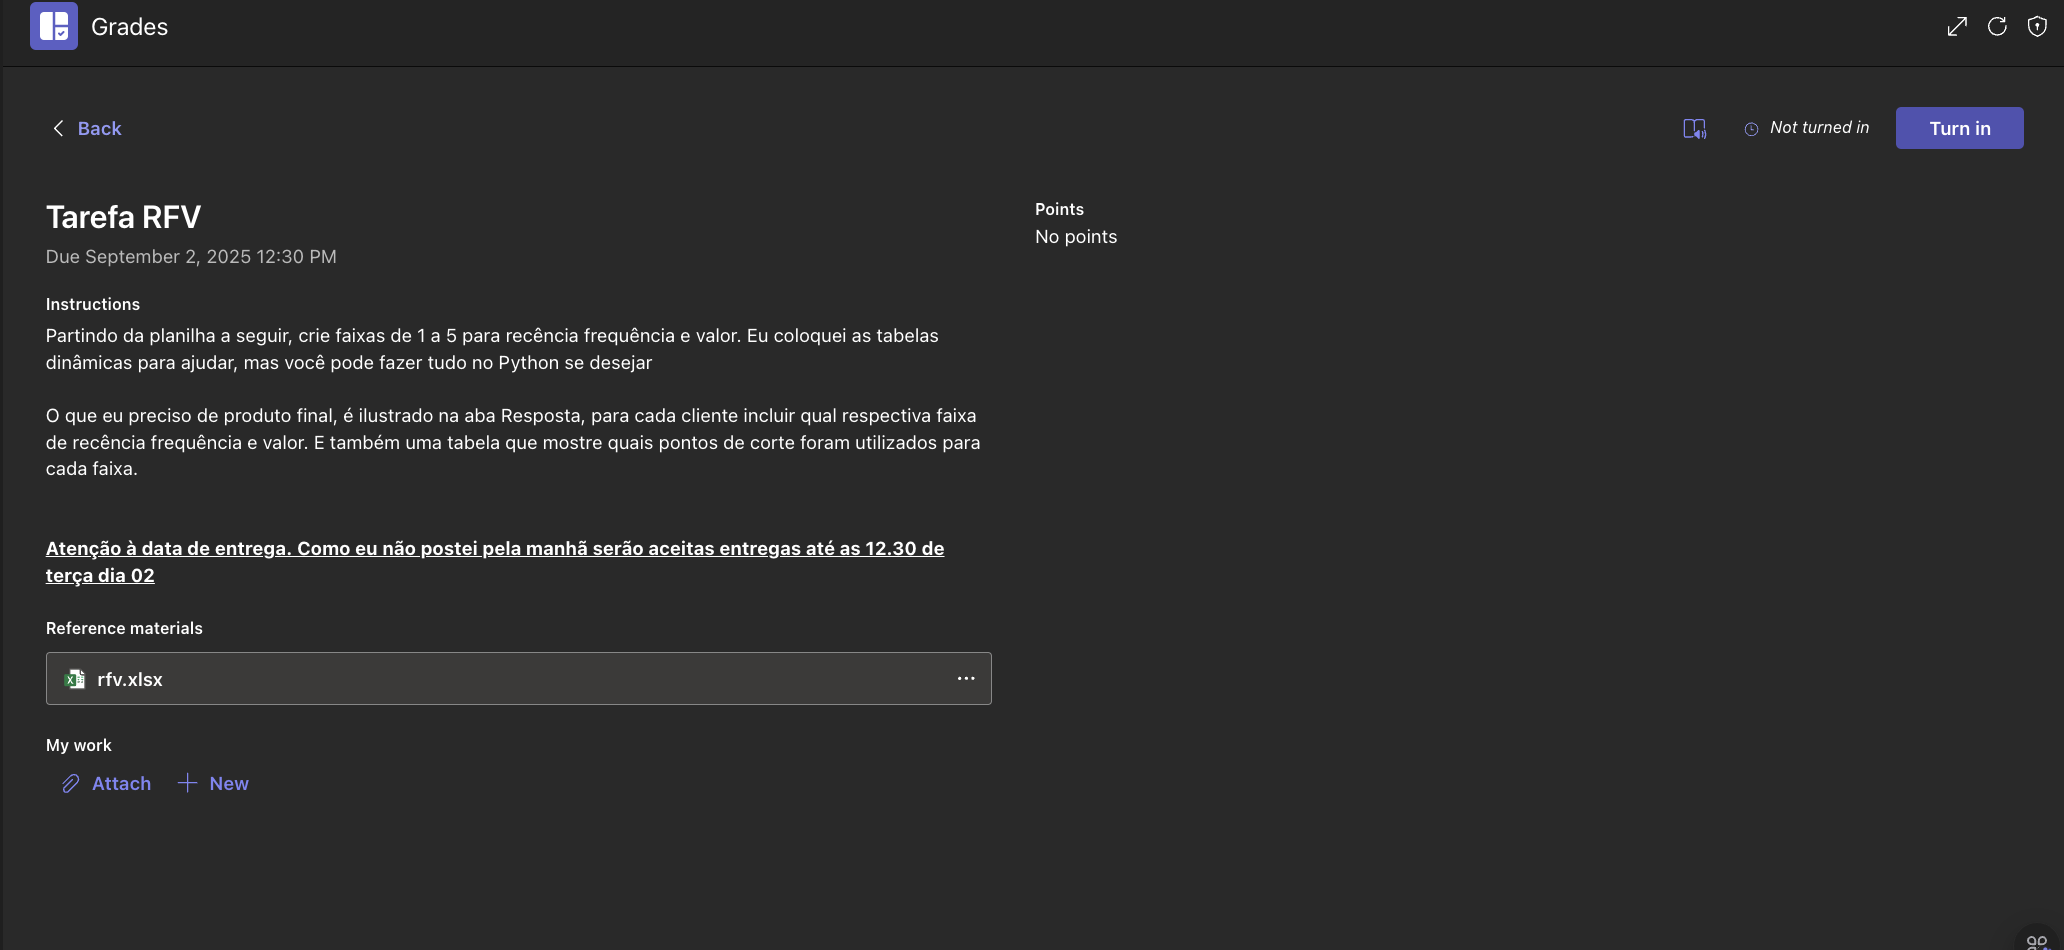 Grades
Back
Not turned in
Turn in
Tarefa RFV
Due September 2, 2025 12:30 PM
Points
No points
Instructions
Partindo da planilha a seguir, crie faixas de 1 a 5 para recência frequência e valor. Eu coloquei as tabelas
dinâmicas para ajudar, mas você pode fazer tudo no Python se desejar
O que eu preciso de produto final, é ilustrado na aba Resposta, para cada cliente incluir qual respectiva faixa
de recência frequência e valor. E também uma tabela que mostre quais pontos de corte foram utilizados para
cada faixa.
Atenção à data de entrega. Como eu não postei pela manhã serão aceitas entregas até as 12.30 de
terça dia 02
Reference materials
rfv.xlsx
My work
Attach
New